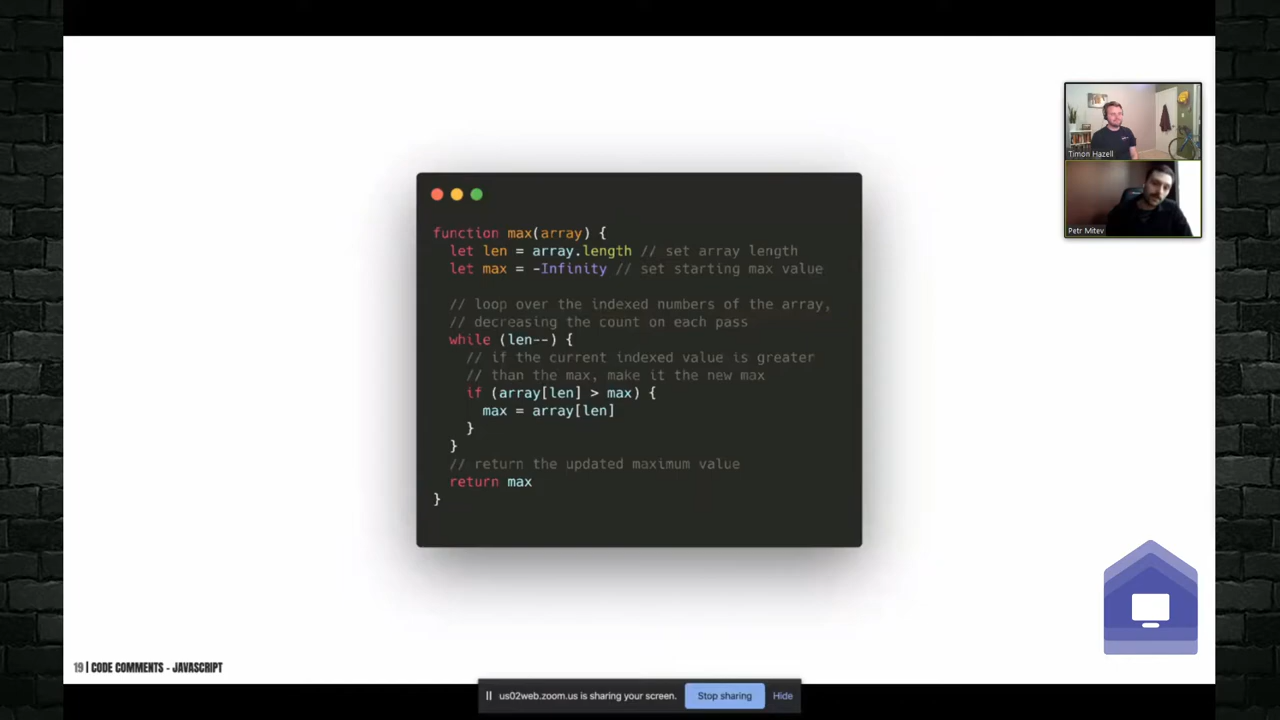 Timon Hazell
Petr Mitev
function max(array) {
let len = array.length // set array length
let max = -Infinity // set starting max value
// loop over the indexed numbers of the array,
// decreasing the count on each pass
while (len--) {
// if the current indexed value is greater
// than the max, make it the new max
if (array[len] > max) {
max = array[len]
}
}
// return the updated maximum value
return max
}
19 | CODE COMMENTS - JAVASCRIPT
us02web.zoom.us is sharing your screen.
Stop sharing
Hide